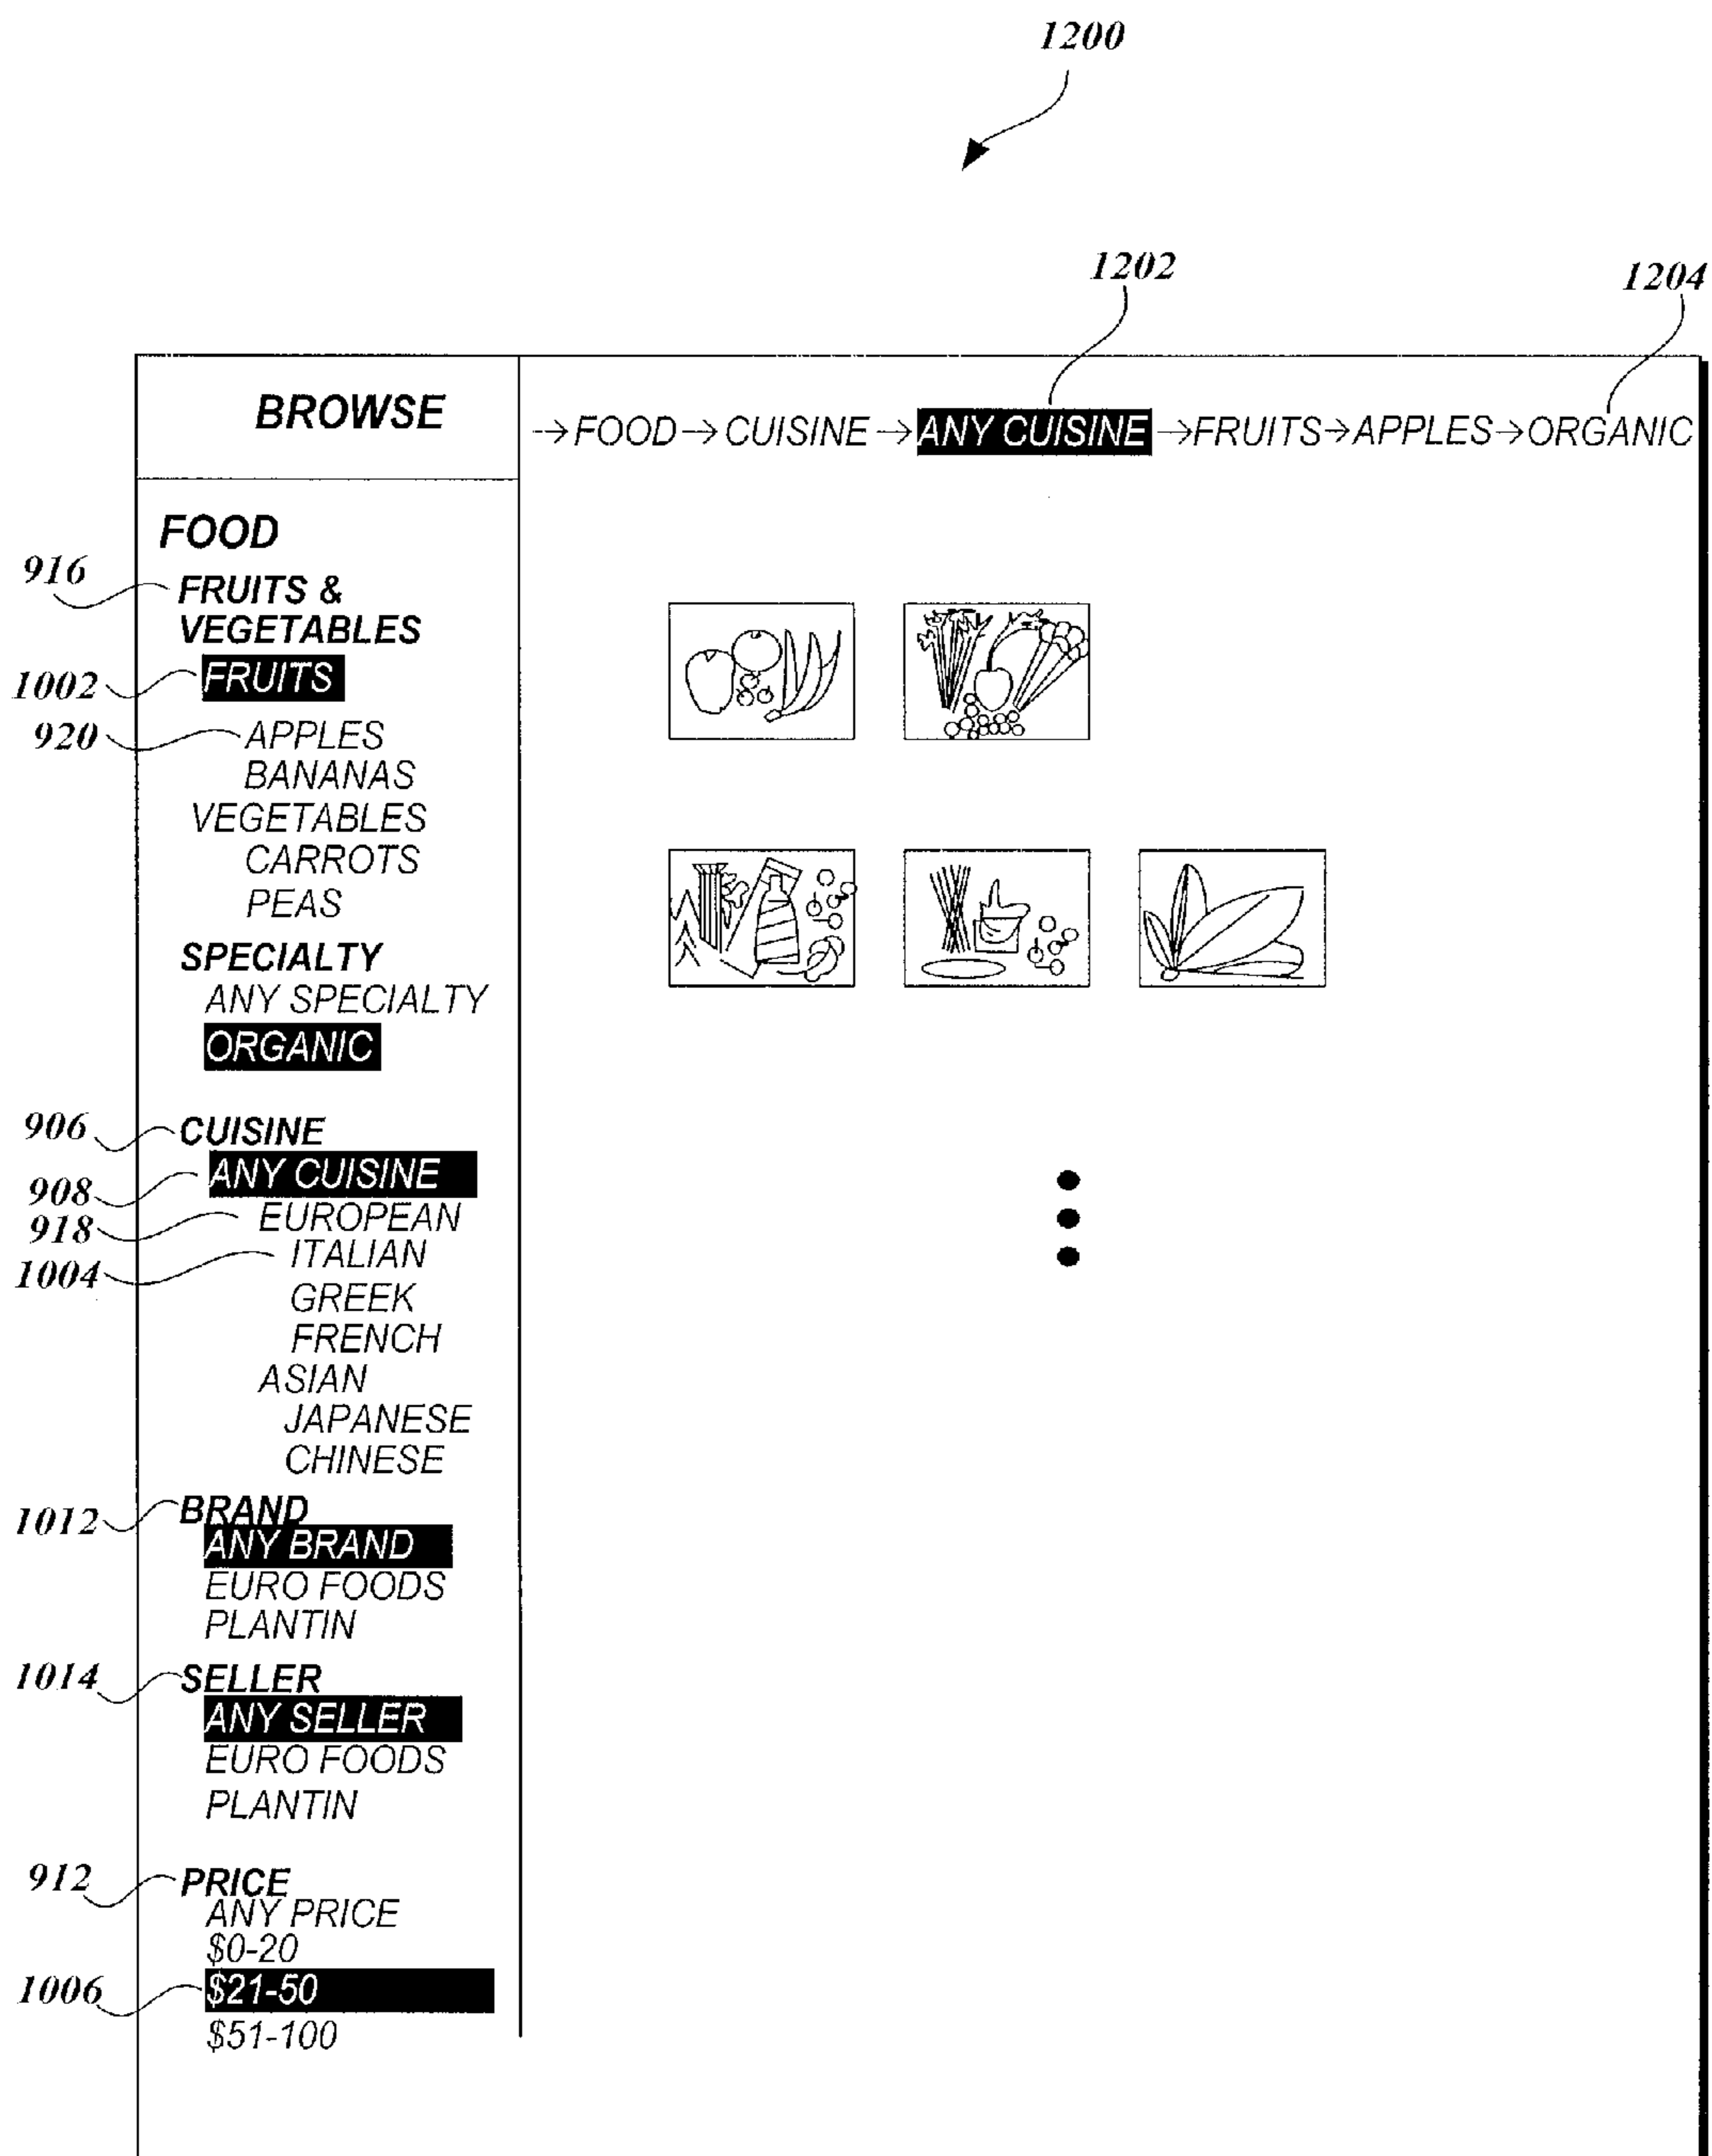 1200
1202
1204
BROWSE
→FOOD→CUISINE→ANY CUISINE→FRUITS→APPLES→ORGANIC
FOOD
916
FRUITS &
VEGETABLES
1002 FRUITS
920 APPLES
BANANAS
VEGETABLES
CARROTS
PEAS
SPECIALTY
ANY SPECIALTY
ORGANIC
906 CUISINE
908 ANY CUISINE
918 EUROPEAN
1004 ITALIAN
GREEK
FRENCH
ASIAN
JAPANESE
CHINESE
1012 BRAND
ANY BRAND
EURO FOODS
PLANTIN
1014 SELLER
ANY SELLER
EURO FOODS
PLANTIN
912 PRICE
ANY PRICE
$0-20
1006 $21-50
$51-100